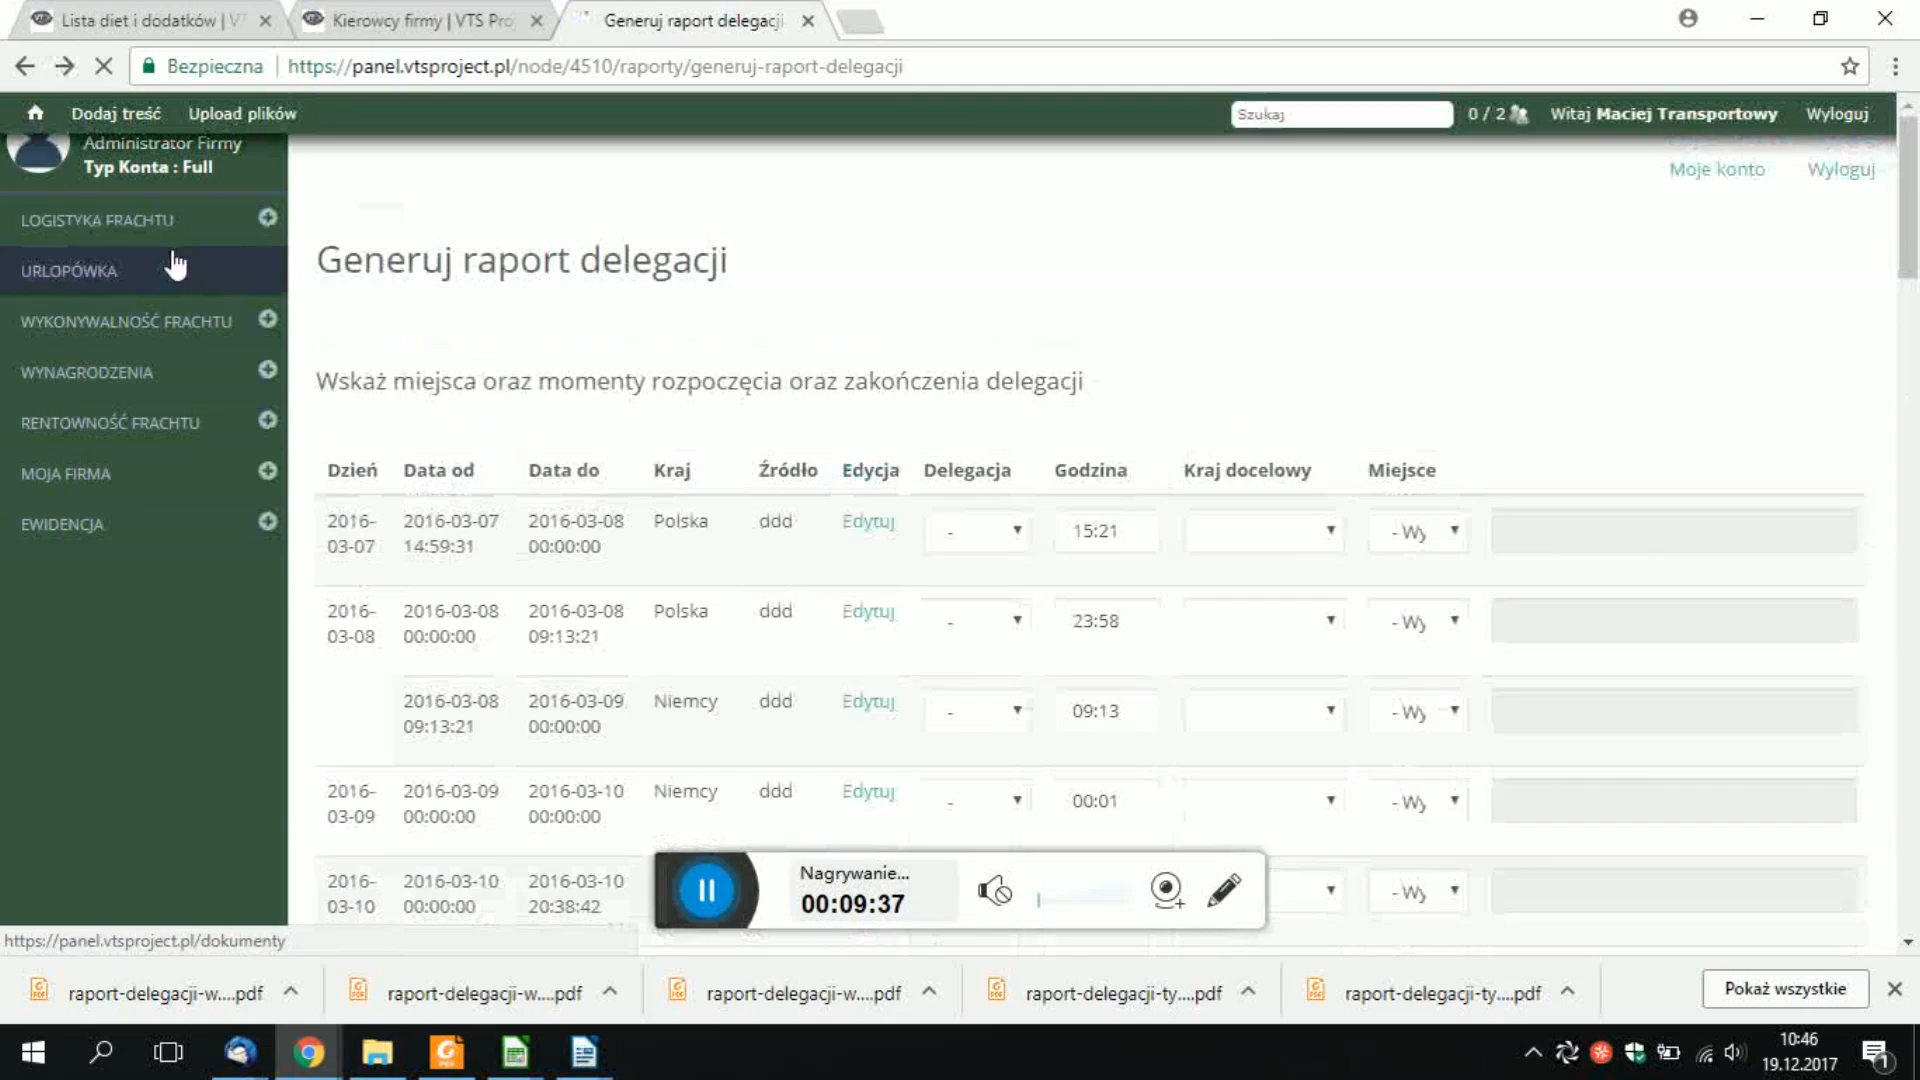 Lista diet i dodatków | VT
Kierowcy firmy | VTS Pro
Generuj raport delegacji
Bezpieczna
https://panel.vtsproject.pl/node/4510/raporty/generuj-raport-delegacji
Dodaj treść
Upload plików
Szukaj
0 / 2
Witaj Maciej Transportowy
Wyloguj
Administrator Firmy
Typ Konta : Full
Moje konto
Wyloguj
LOGISTYKA FRACHTU
URLOPÓWKA
WYKONYWALNOŚĆ FRACHTU
WYNAGRODZENIA
RENTOWNOŚĆ FRACHTU
MOJA FIRMA
EWIDENCJA
Generuj raport delegacji
Wskaż miejsca oraz momenty rozpoczęcia oraz zakończenia delegacji
Dzień Data od Data do Kraj Źródło Edycja Delegacja Godzina Kraj docelowy Miejsce
2016- 2016-03-07 2016-03-08 Polska ddd Edytuj - 15:21 - Wy
03-07 14:59:31 00:00:00
2016- 2016-03-08 2016-03-08 Polska ddd Edytuj - 23:58 - Wy
03-08 00:00:00 09:13:21
2016-03-08 2016-03-09 Niemcy ddd Edytuj - 09:13 - Wy
09:13:21 00:00:00
2016- 2016-03-09 2016-03-10 Niemcy ddd Edytuj - 00:01 - Wy
03-09 00:00:00 00:00:00
2016- 2016-03-10 2016-03-10 - Wy
03-10 00:00:00 20:38:42
Nagrywanie...
00:09:37
https://panel.vtsproject.pl/dokumenty
raport-delegacji-w....pdf
raport-delegacji-w....pdf
raport-delegacji-w....pdf
raport-delegacji-ty....pdf
raport-delegacji-ty....pdf
Pokaż wszystkie
10:46
19.12.2017
1